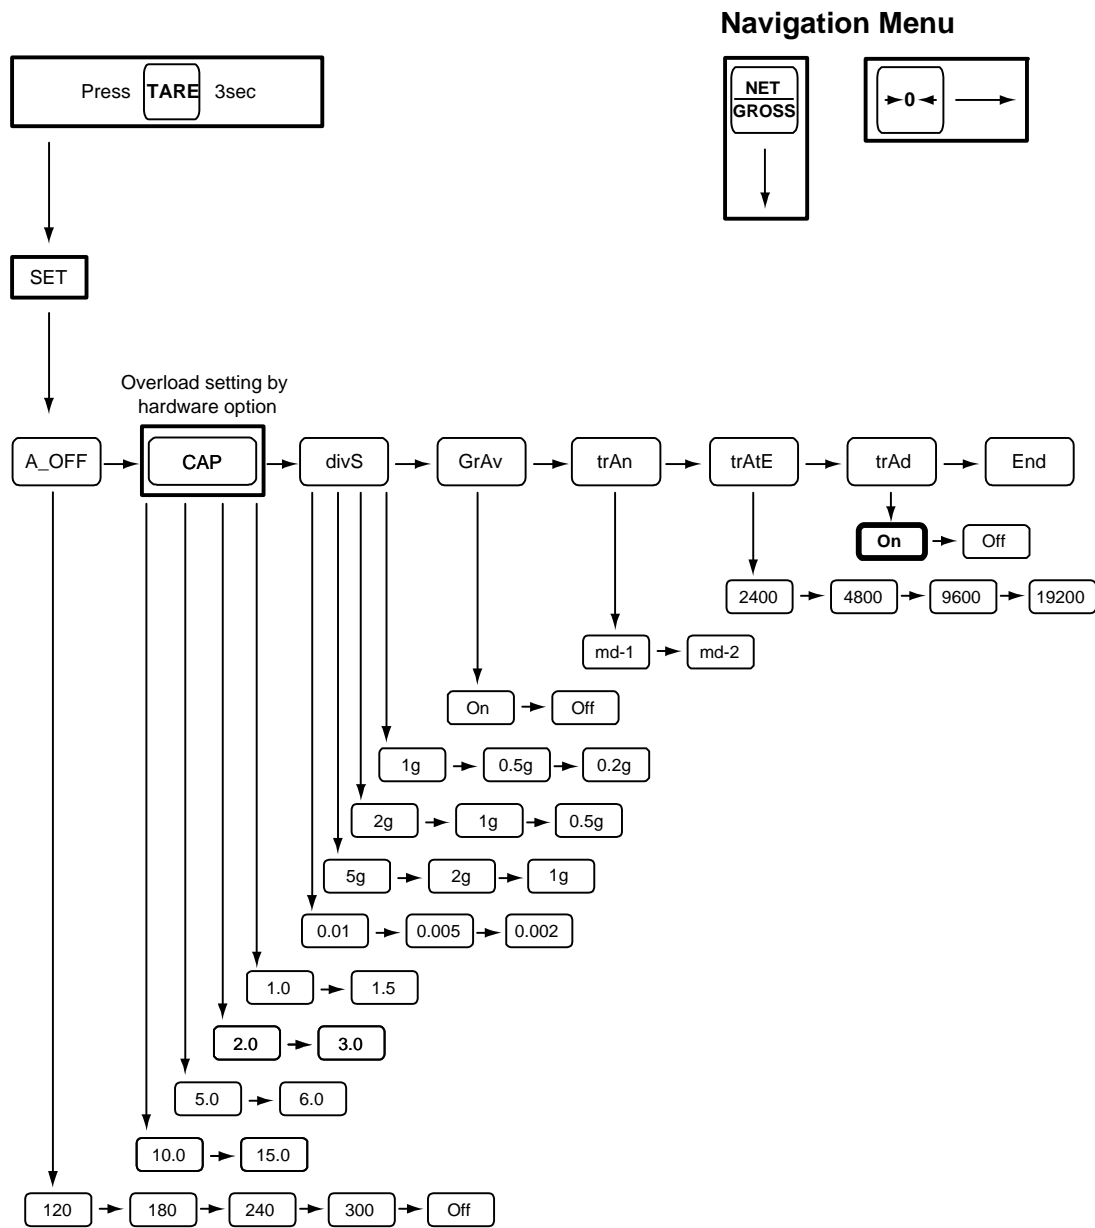 Navigation Menu
Press TARE 3sec
NET
GROSS
0
SET
Overload setting by
hardware option
A_OFF CAP divS GrAv trAn trAtE trAd End
On Off
2400 4800 9600 19200
md-1 md-2
On Off
1g 0.5g 0.2g
2g 1g 0.5g
5g 2g 1g
0.01 0.005 0.002
1.0 1.5
2.0 3.0
5.0 6.0
10.0 15.0
120 180 240 300 Off